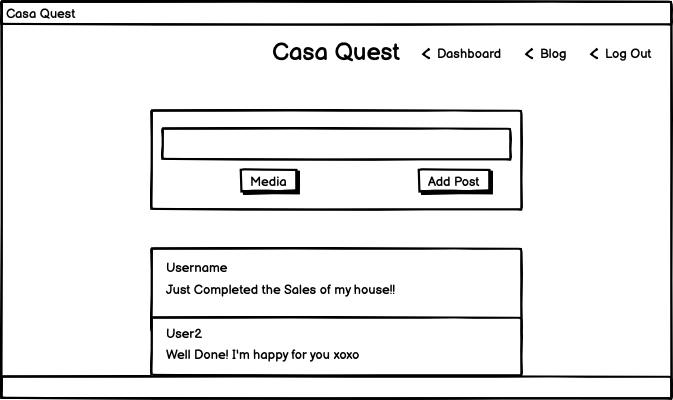 Casa Quest
Casa Quest < Dashboard < Blog < Log Out
Media Add Post
Username
Just Completed the Sales of my house!!
User2
Well Done! I'm happy for you xoxo